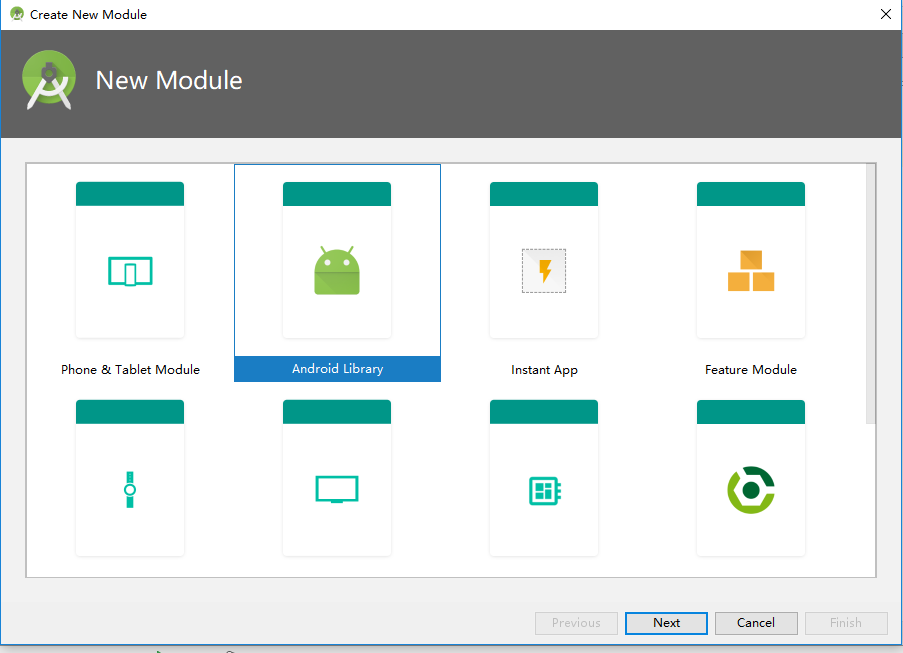 Create New Module
New Module
Phone & Tablet Module
Android Library
Instant App
Feature Module
Previous
Next
Cancel
Finish